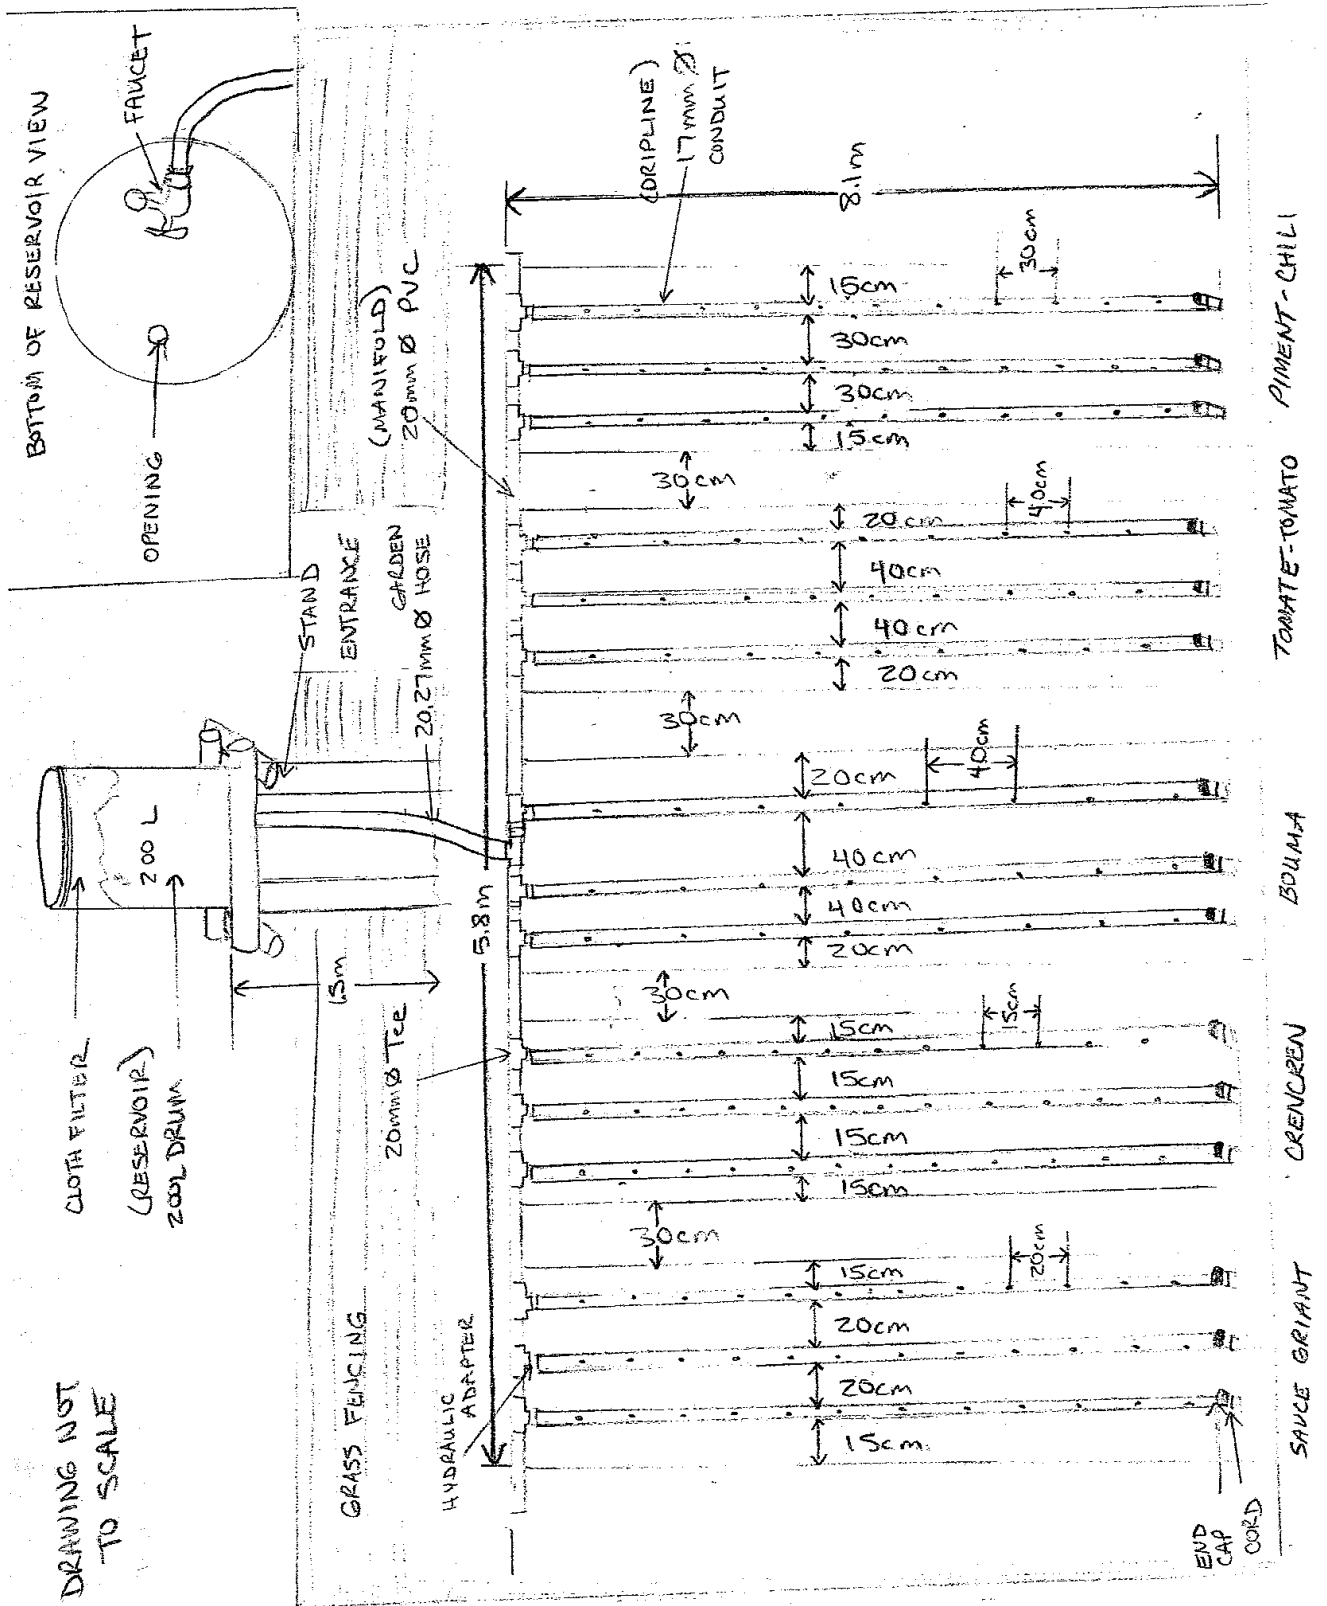 DRAWING NOT
TO SCALE
CLOTH FILTER
(RESERVOIR)
200L DRUM
200 L
STAND
BOTTOM OF RESERVOIR VIEW
OPENING
FAUCET
GRASS FENCING
1.5m
ENTRANCE
GARDEN
20,27mm Ø HOSE
(MANIFOLD)
20mm Ø PVC
20mm Ø Tee
HYDRAULIC
ADAPTER
5.8m
(DRIPLINE)
17mm Ø
CONDUIT
8.1m
15cm
20cm
20cm
15cm
20cm
30cm
15cm
15cm
15cm
15cm
15cm
30cm
20cm
40cm
40cm
20cm
40cm
30cm
20cm
40cm
40cm
20cm
40cm
30cm
15cm
30cm
30cm
15cm
30cm
END
CAP
CORD
SAUCE GRIANT
CRENCREN
BOUMA
TOMATE-TOMATO
PIMENT-CHILI